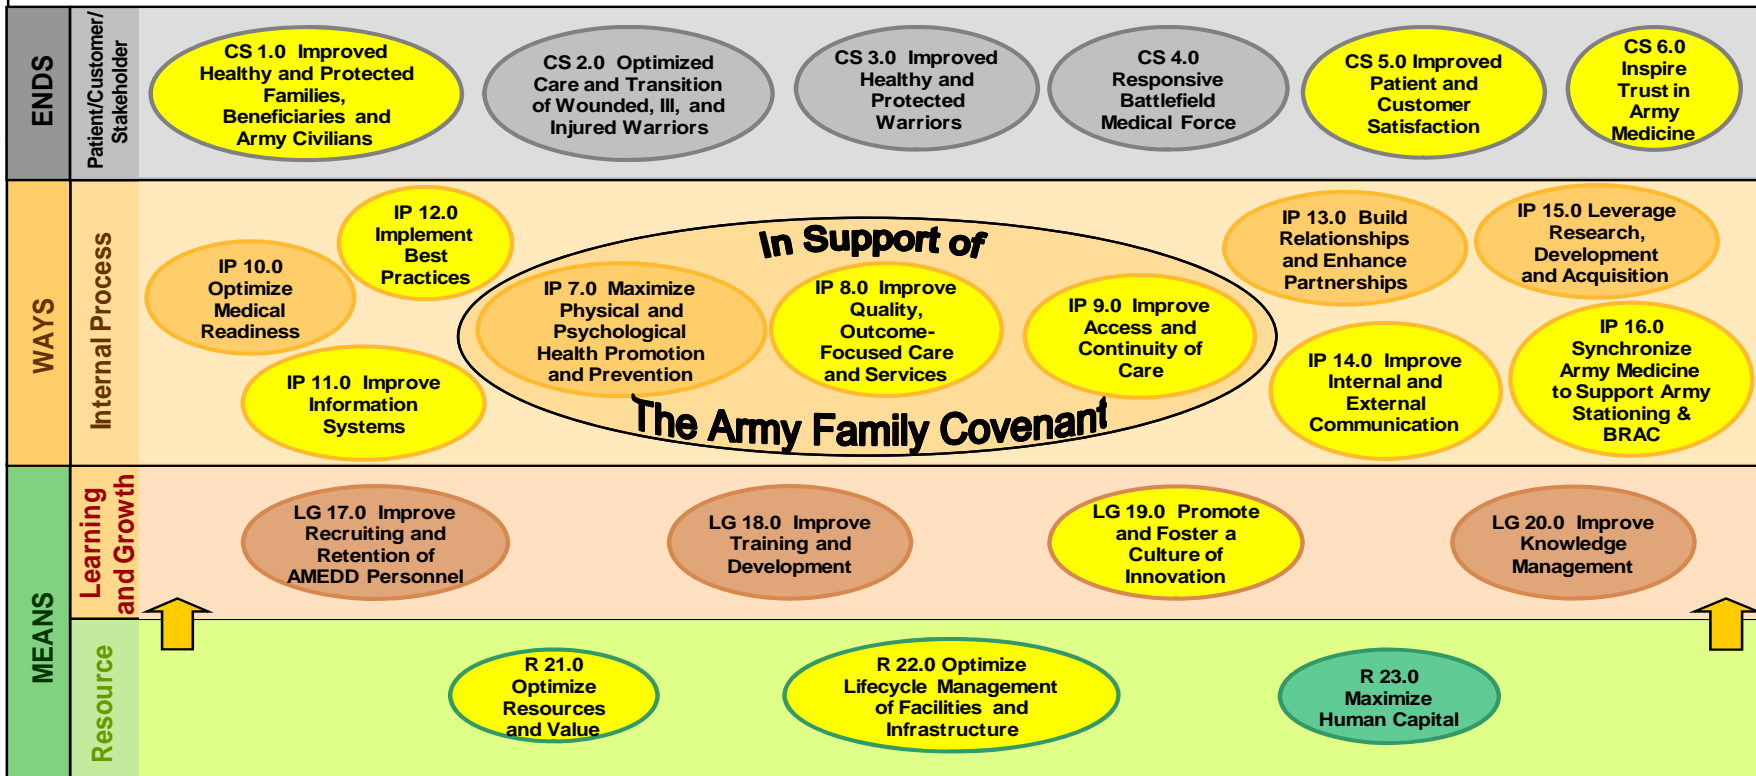 ENDS
Patient/Customer/
Stakeholder
CS 1.0 Improved
Healthy and Protected
Families,
Beneficiaries and
Army Civilians
CS 2.0 Optimized
Care and Transition
of Wounded, Ill, and
Injured Warriors
CS 3.0 Improved
Healthy and
Protected
Warriors
CS 4.0
Responsive
Battlefield
Medical Force
CS 5.0 Improved
Patient and
Customer
Satisfaction
CS 6.0
Inspire
Trust in
Army
Medicine
WAYS
Internal Process
IP 10.0
Optimize
Medical
Readiness
IP 12.0
Implement
Best
Practices
IP 11.0 Improve
Information
Systems
In Support of
IP 7.0 Maximize
Physical and
Psychological
Health Promotion
and Prevention
IP 8.0 Improve
Quality,
Outcome-
Focused Care
and Services
IP 9.0 Improve
Access and
Continuity of
Care
The Army Family Covenant
IP 13.0 Build
Relationships
and Enhance
Partnerships
IP 15.0 Leverage
Research,
Development
and Acquisition
IP 14.0 Improve
Internal and
External
Communication
IP 16.0
Synchronize
Army Medicine
to Support Army
Stationing &
BRAC
MEANS
Learning
and Growth
LG 17.0 Improve
Recruiting and
Retention of
AMEDD Personnel
LG 18.0 Improve
Training and
Development
LG 19.0 Promote
and Foster a
Culture of
Innovation
LG 20.0 Improve
Knowledge
Management
Resource
R 21.0
Optimize
Resources
and Value
R 22.0 Optimize
Lifecycle Management
of Facilities and
Infrastructure
R 23.0
Maximize
Human Capital